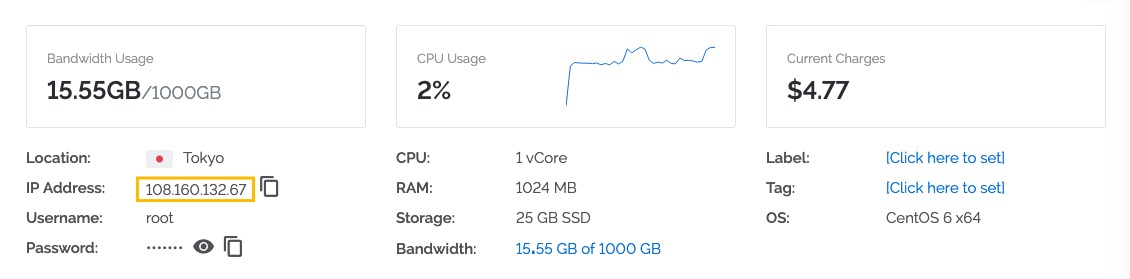 Bandwidth Usage
15.55GB/1000GB
CPU Usage
2%
Current Charges
$4.77
Location: Tokyo
IP Address: 108.160.132.67
Username: root
Password: ·······
CPU: 1 vCore
RAM: 1024 MB
Storage: 25 GB SSD
Bandwidth: 15.55 GB of 1000 GB
Label: [Click here to set]
Tag: [Click here to set]
OS: CentOS 6 x64